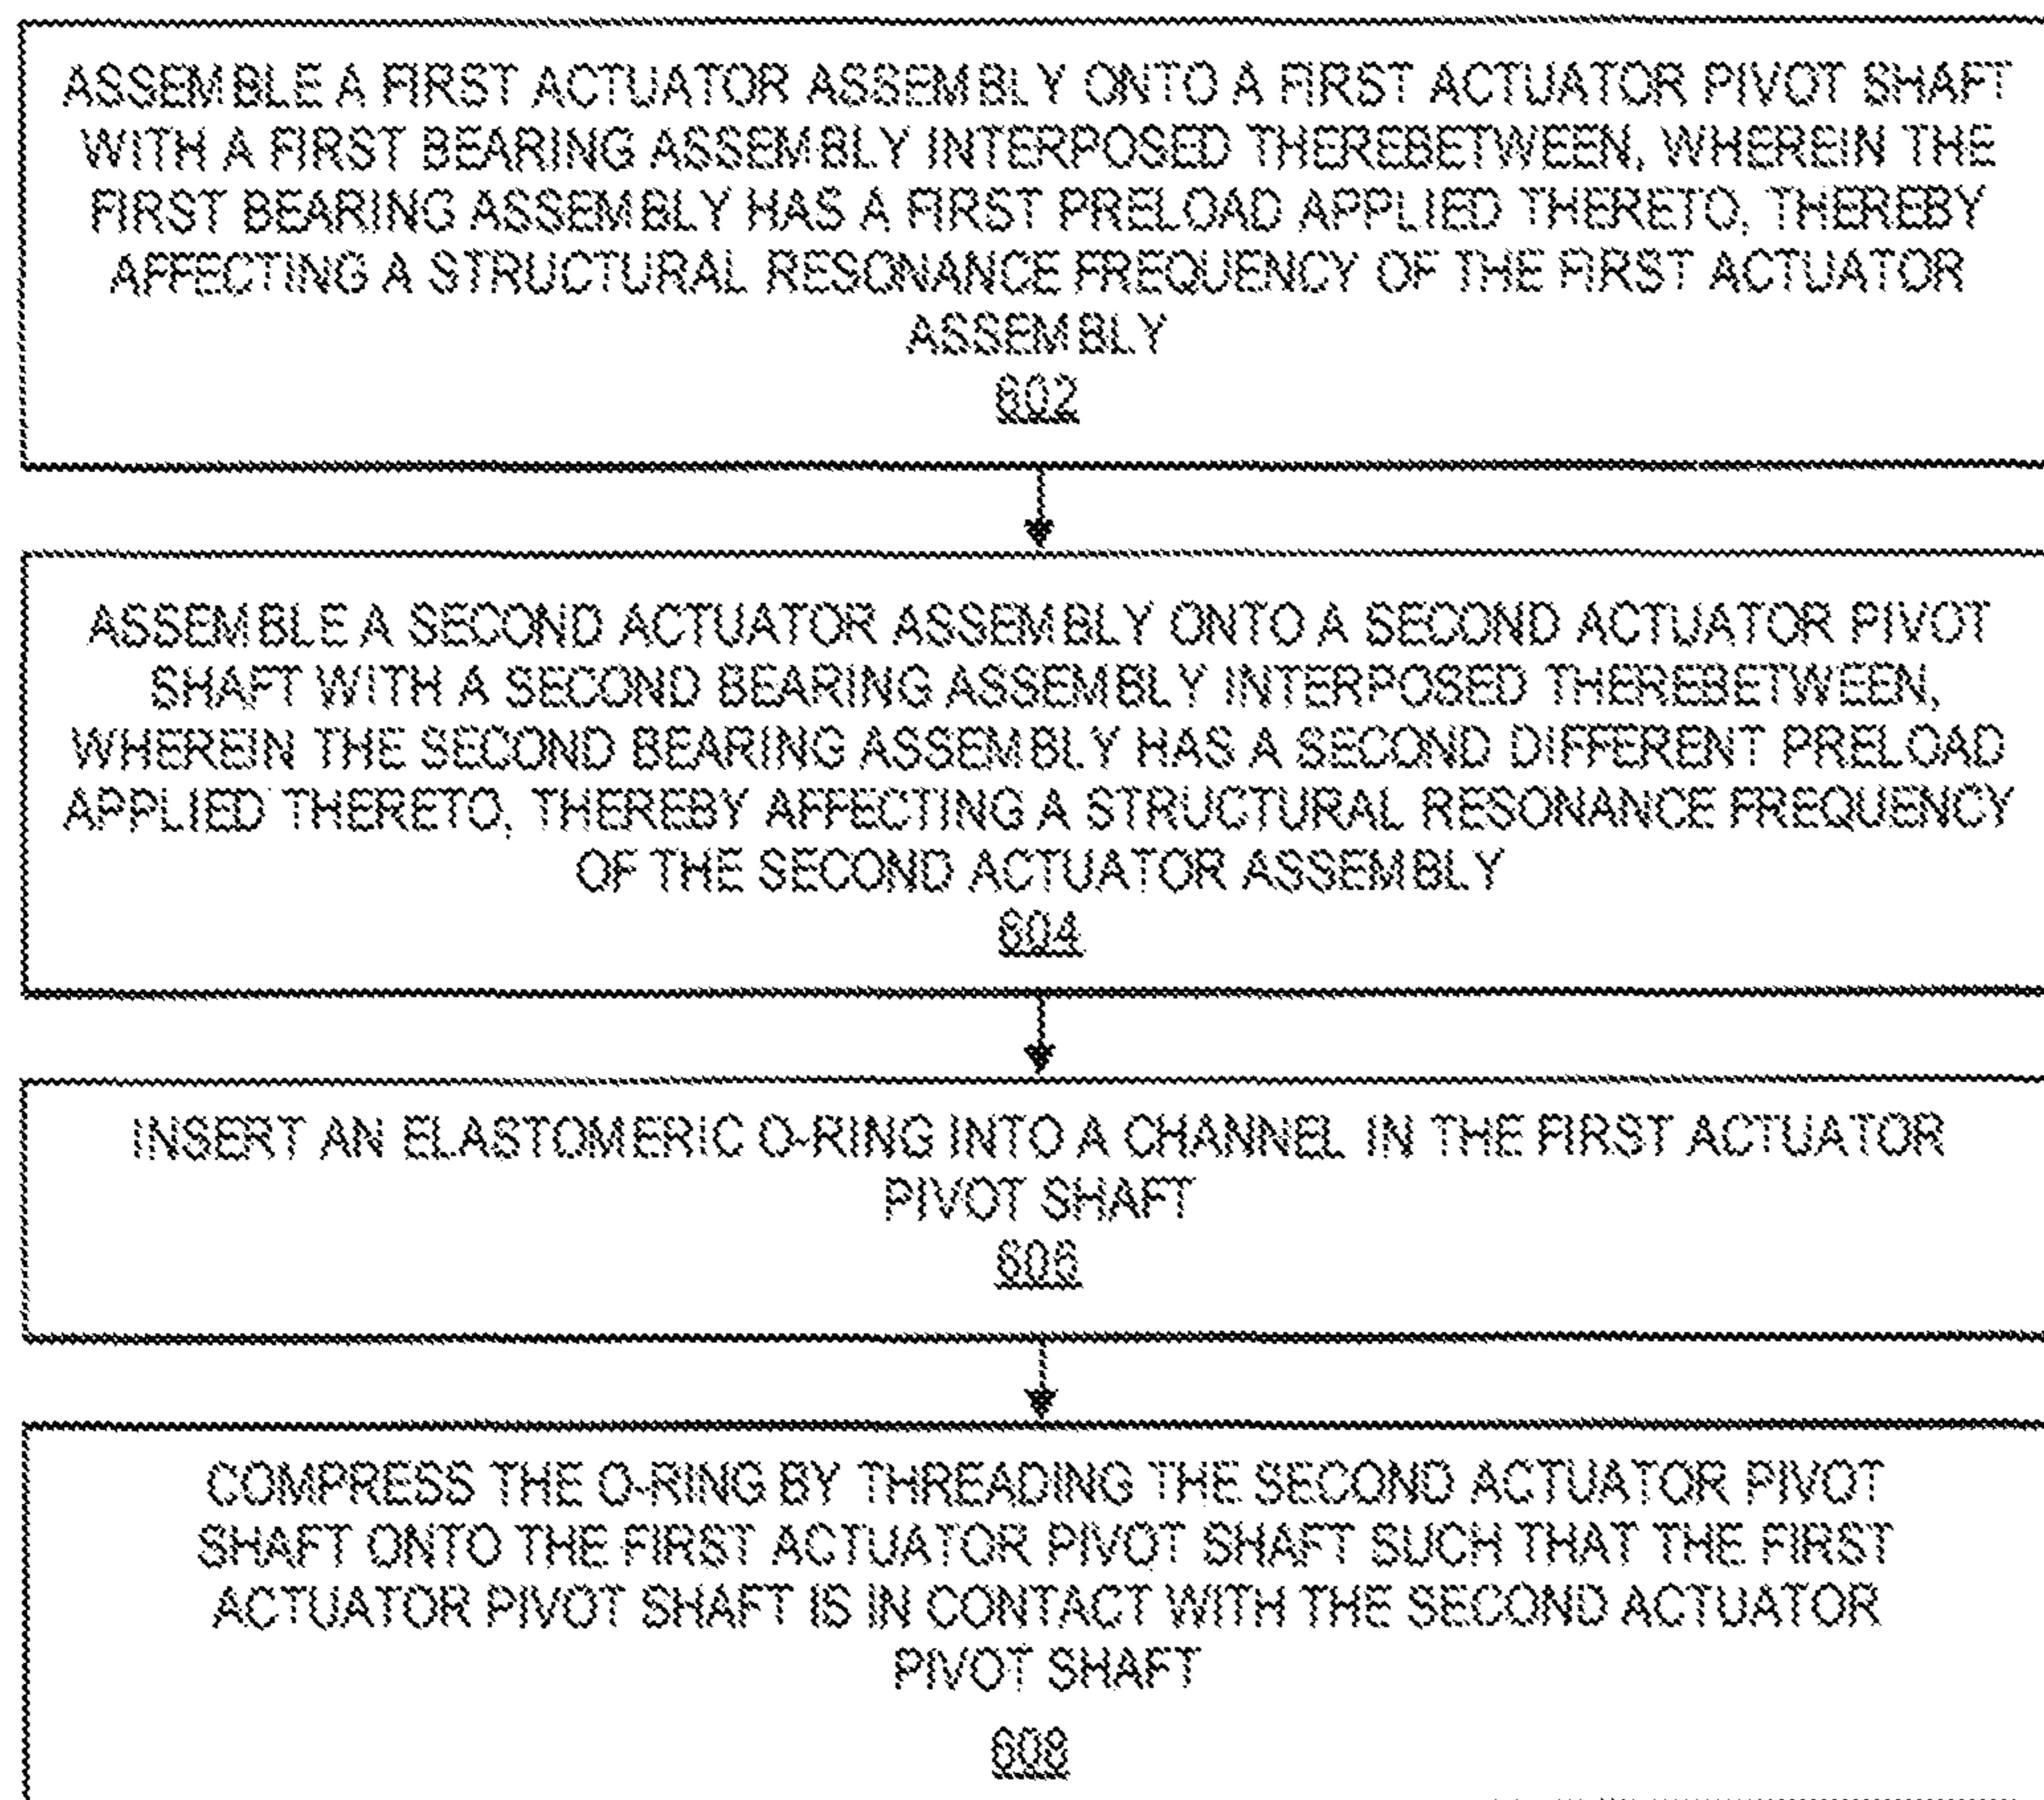 ASSEMBLE A FIRST ACTUATOR ASSEMBLY ONTO A FIRST ACTUATOR PIVOT SHAFT
WITH A FIRST BEARING ASSEMBLY INTERPOSED THEREBETWEEN, WHEREIN THE
FIRST BEARING ASSEMBLY HAS A FIRST PRELOAD APPLIED THERETO, THEREBY
AFFECTING A STRUCTURAL RESONANCE FREQUENCY OF THE FIRST ACTUATOR
ASSEMBLY
602
ASSEMBLE A SECOND ACTUATOR ASSEMBLY ONTO A SECOND ACTUATOR PIVOT
SHAFT WITH A SECOND BEARING ASSEMBLY INTERPOSED THEREBETWEEN,
WHEREIN THE SECOND BEARING ASSEMBLY HAS A SECOND DIFFERENT PRELOAD
APPLIED THERETO, THEREBY AFFECTING A STRUCTURAL RESONANCE FREQUENCY
OF THE SECOND ACTUATOR ASSEMBLY
604
INSERT AN ELASTOMERIC O-RING INTO A CHANNEL IN THE FIRST ACTUATOR
PIVOT SHAFT
606
COMPRESS THE O-RING BY THREADING THE SECOND ACTUATOR PIVOT
SHAFT ONTO THE FIRST ACTUATOR PIVOT SHAFT SUCH THAT THE FIRST
ACTUATOR PIVOT SHAFT IS IN CONTACT WITH THE SECOND ACTUATOR
PIVOT SHAFT
608